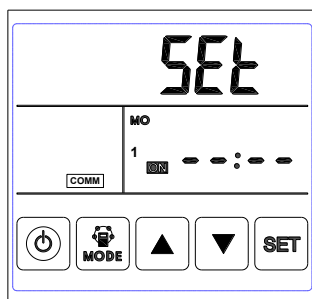 SEt
MO
1
ON
--:--
COMM
MODE
SET